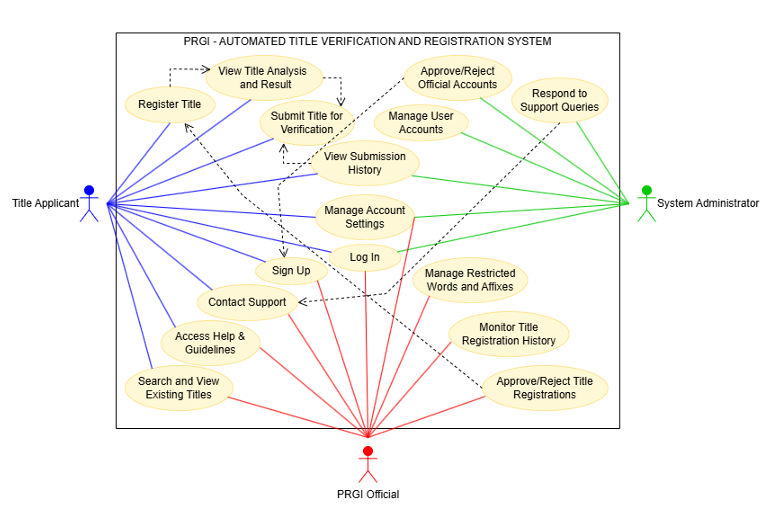 PRGI - AUTOMATED TITLE VERIFICATION AND REGISTRATION SYSTEM
View Title Analysis
and Result
Approve/Reject
Official Accounts
Register Title
Respond to
Support Queries
Submit Title for
Verification
Manage User
Accounts
View Submission
History
Title Applicant
System Administrator
Manage Account
Settings
Log In
Sign Up
Manage Restricted
Words and Affixes
Contact Support
Access Help &
Guidelines
Monitor Title
Registration History
Search and View
Existing Titles
Approve/Reject Title
Registrations
PRGI Official